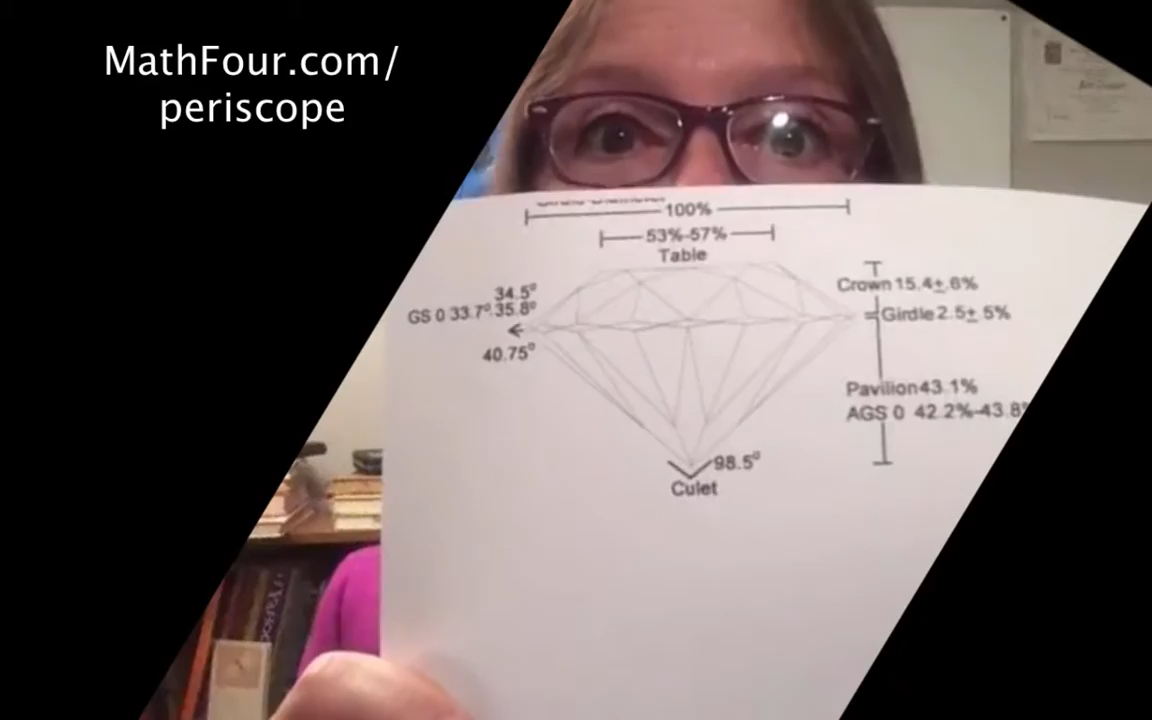 MathFour.com/
periscope
100%
53%-57%
Table
34.5°
GS 0 33.7°-35.8°
40.75°
Crown 15.4±.6%
Girdle 2.5±.5%
Pavilion 43.1%
AGS 0 42.2%-43.8°
98.5°
Culet
YAHOO